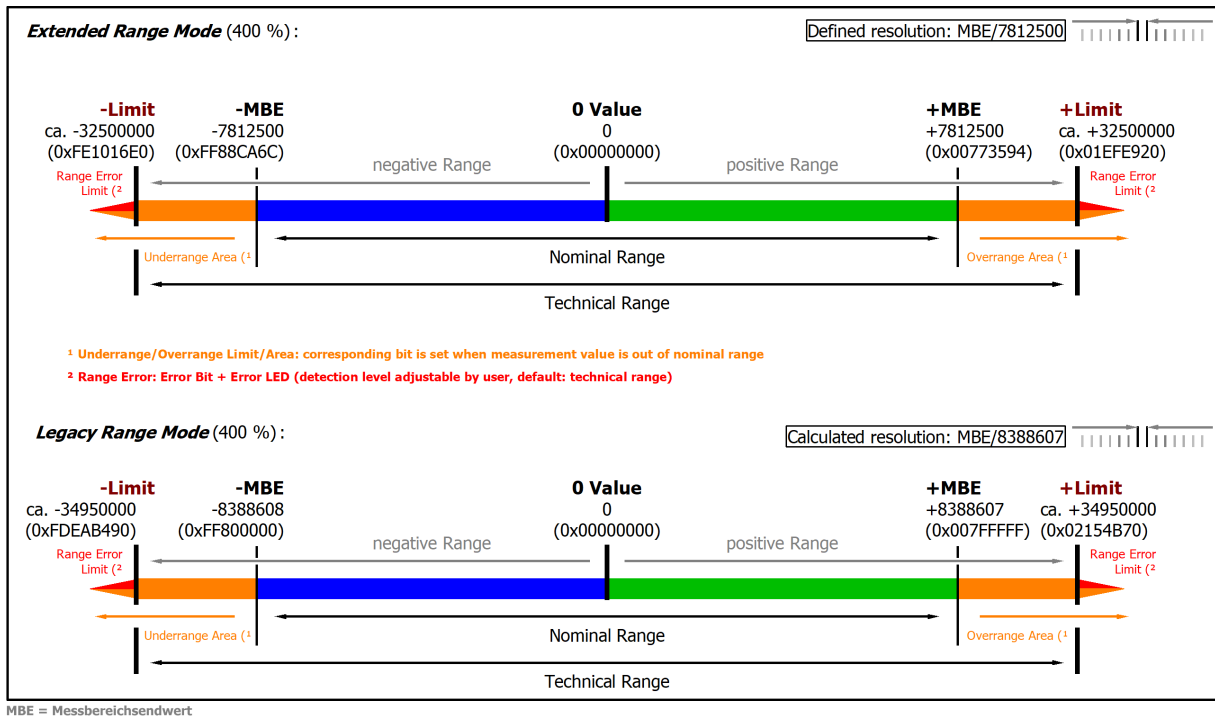 Extended Range Mode (400 %) :
Defined resolution: MBE/7812500
-Limit -MBE 0 Value +MBE +Limit
ca. -32500000 -7812500 0 +7812500 ca. +32500000
(0xFE1016E0) (0xFF88CA6C) (0x00000000) (0x00773594) (0x01EFE920)
negative Range positive Range
Range Error Range Error
Limit (² Limit (²
Underrange Area (¹ Nominal Range Overrange Area (¹
Technical Range
¹ Underrange/Overrange Limit/Area: corresponding bit is set when measurement value is out of nominal range
² Range Error: Error Bit + Error LED (detection level adjustable by user, default: technical range)
Legacy Range Mode (400 %) :
Calculated resolution: MBE/8388607
-Limit -MBE 0 Value +MBE +Limit
ca. -34950000 -8388608 0 +8388607 ca. +34950000
(0xFDEAB490) (0xFF800000) (0x00000000) (0x007FFFFF) (0x02154B70)
negative Range positive Range
Range Error Range Error
Limit (² Limit (²
Underrange Area (¹ Nominal Range Overrange Area (¹
Technical Range
MBE = Messbereichsendwert